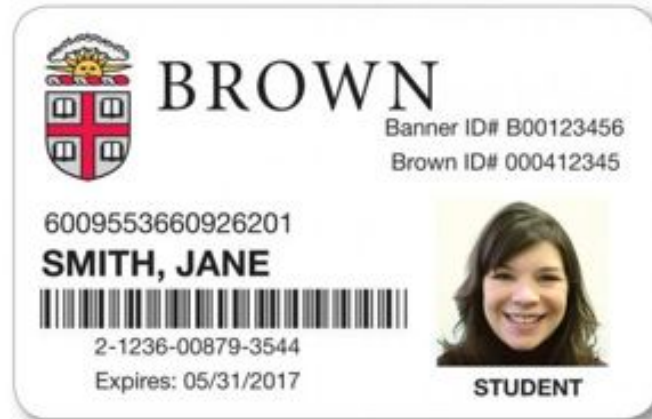 BROWN
Banner ID# B00123456
Brown ID# 000412345
6009553660926201
SMITH, JANE
2-1236-00879-3544
Expires: 05/31/2017
STUDENT